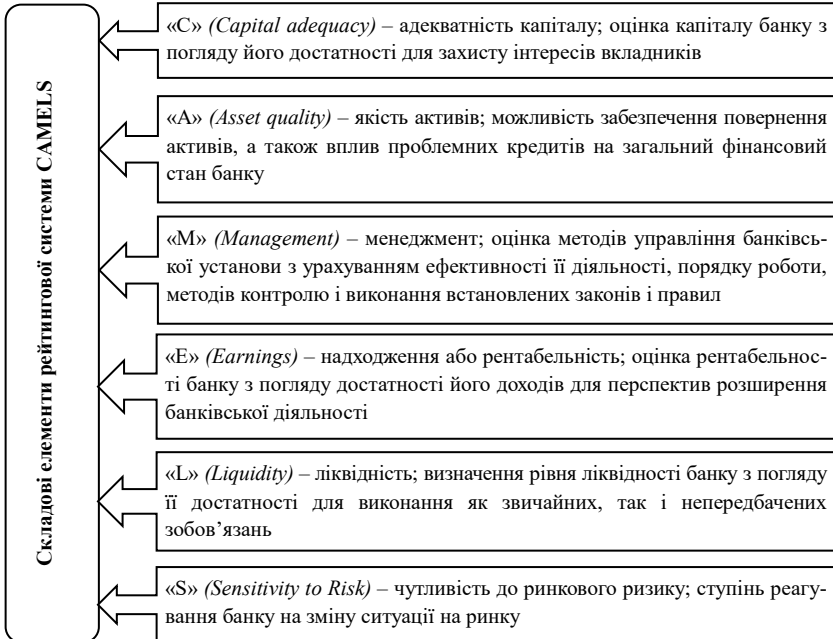 Складові елементи рейтингової системи CAMELS
«C» (Capital adequacy) – адекватність капіталу; оцінка капіталу банку з
погляду його достатності для захисту інтересів вкладників
«A» (Asset quality) – якість активів; можливість забезпечення повернення
активів, а також вплив проблемних кредитів на загальний фінансовий
стан банку
«M» (Management) – менеджмент; оцінка методів управління банківсь-
кої установи з урахуванням ефективності її діяльності, порядку роботи,
методів контролю і виконання встановлених законів і правил
«E» (Earnings) – надходження або рентабельність; оцінка рентабельнос-
ті банку з погляду достатності його доходів для перспектив розширення
банківської діяльності
«L» (Liquidity) – ліквідність; визначення рівня ліквідності банку з погляду
її достатності для виконання як звичайних, так і непередбачених
зобов’язань
«S» (Sensitivity to Risk) – чутливість до ринкового ризику; ступінь реагу-
вання банку на зміну ситуації на ринку